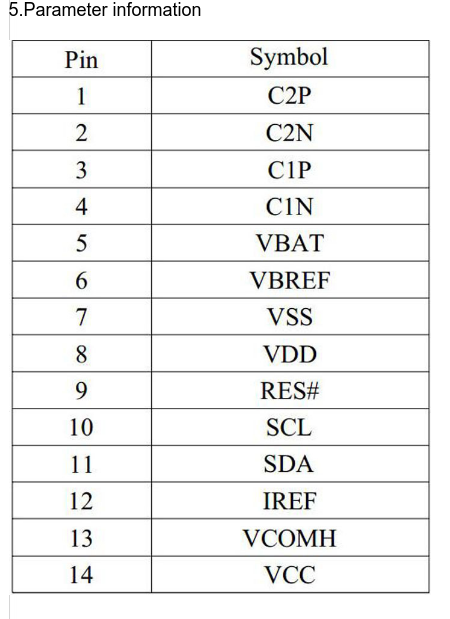 5.Parameter information
Pin Symbol
1 C2P
2 C2N
3 C1P
4 C1N
5 VBAT
6 VBREF
7 VSS
8 VDD
9 RES#
10 SCL
11 SDA
12 IREF
13 VCOMH
14 VCC